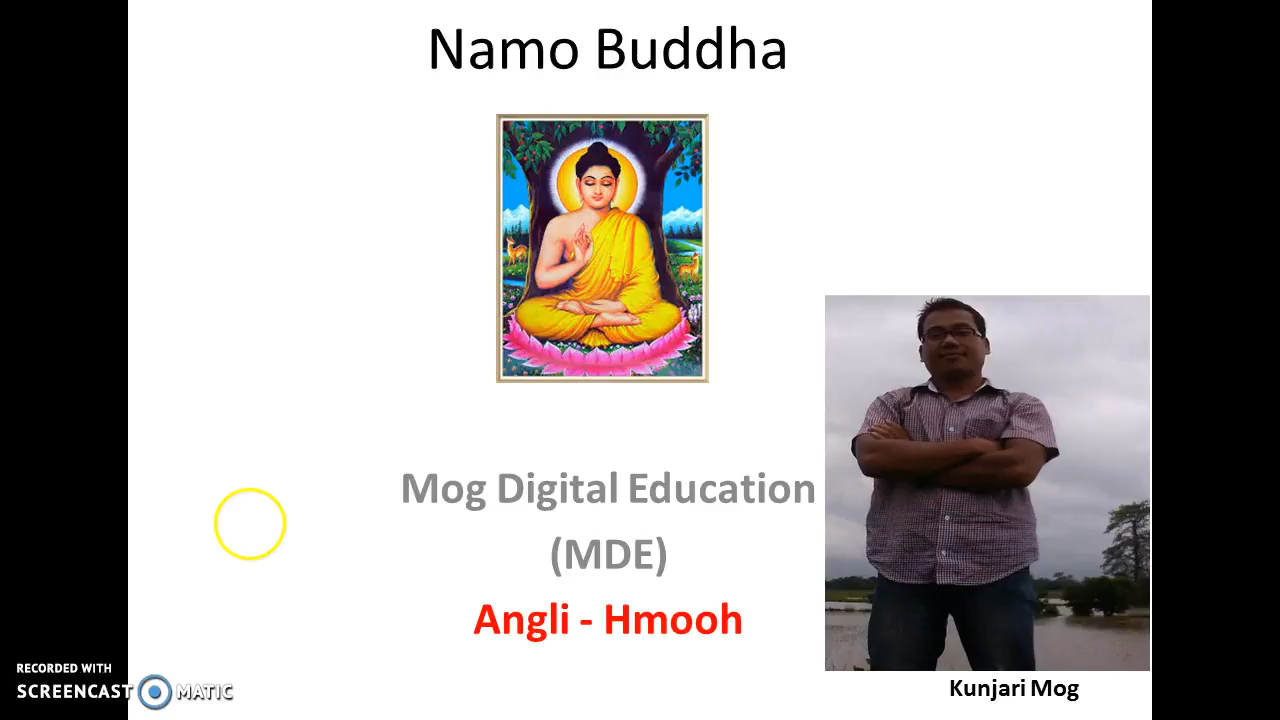 Namo Buddha
Mog Digital Education
(MDE)
Angli - Hmooh
Kunjari Mog
RECORDED WITH
SCREENCAST MATIC